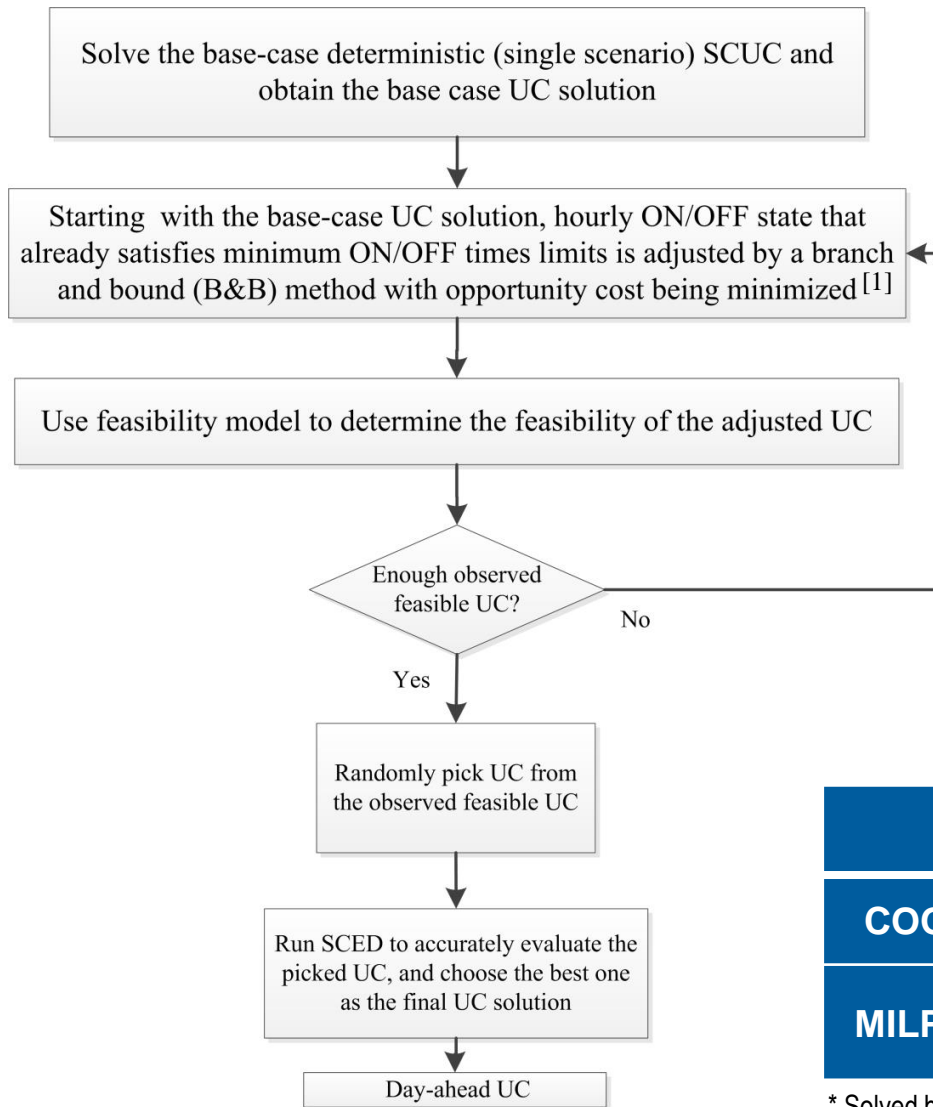 Solve the base-case deterministic (single scenario) SCUC and
obtain the base case UC solution
Starting with the base-case UC solution, hourly ON/OFF state that
already satisfies minimum ON/OFF times limits is adjusted by a branch
and bound (B&B) method with opportunity cost being minimized [1]
Use feasibility model to determine the feasibility of the adjusted UC
Enough observed
feasible UC?
No
Yes
Randomly pick UC from
the observed feasible UC
Run SCED to accurately evaluate the
picked UC, and choose the best one
as the final UC solution
Day-ahead UC
* Solved